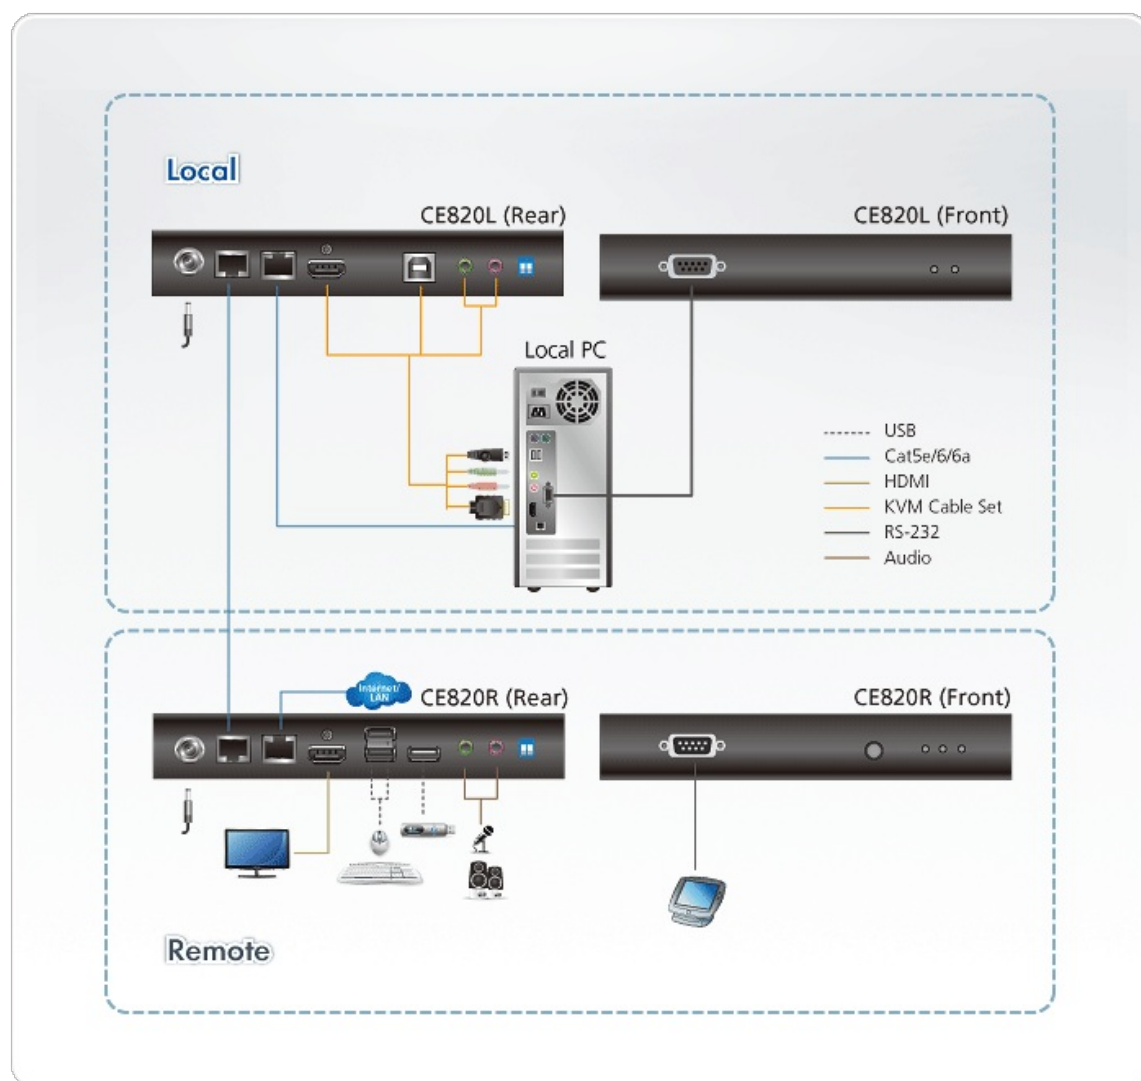 Local
CE820L (Rear)
CE820L (Front)
Local PC
USB
Cat5e/6/6a
HDMI
KVM Cable Set
RS-232
Audio
Internet/
LAN
CE820R (Rear)
CE820R (Front)
Remote